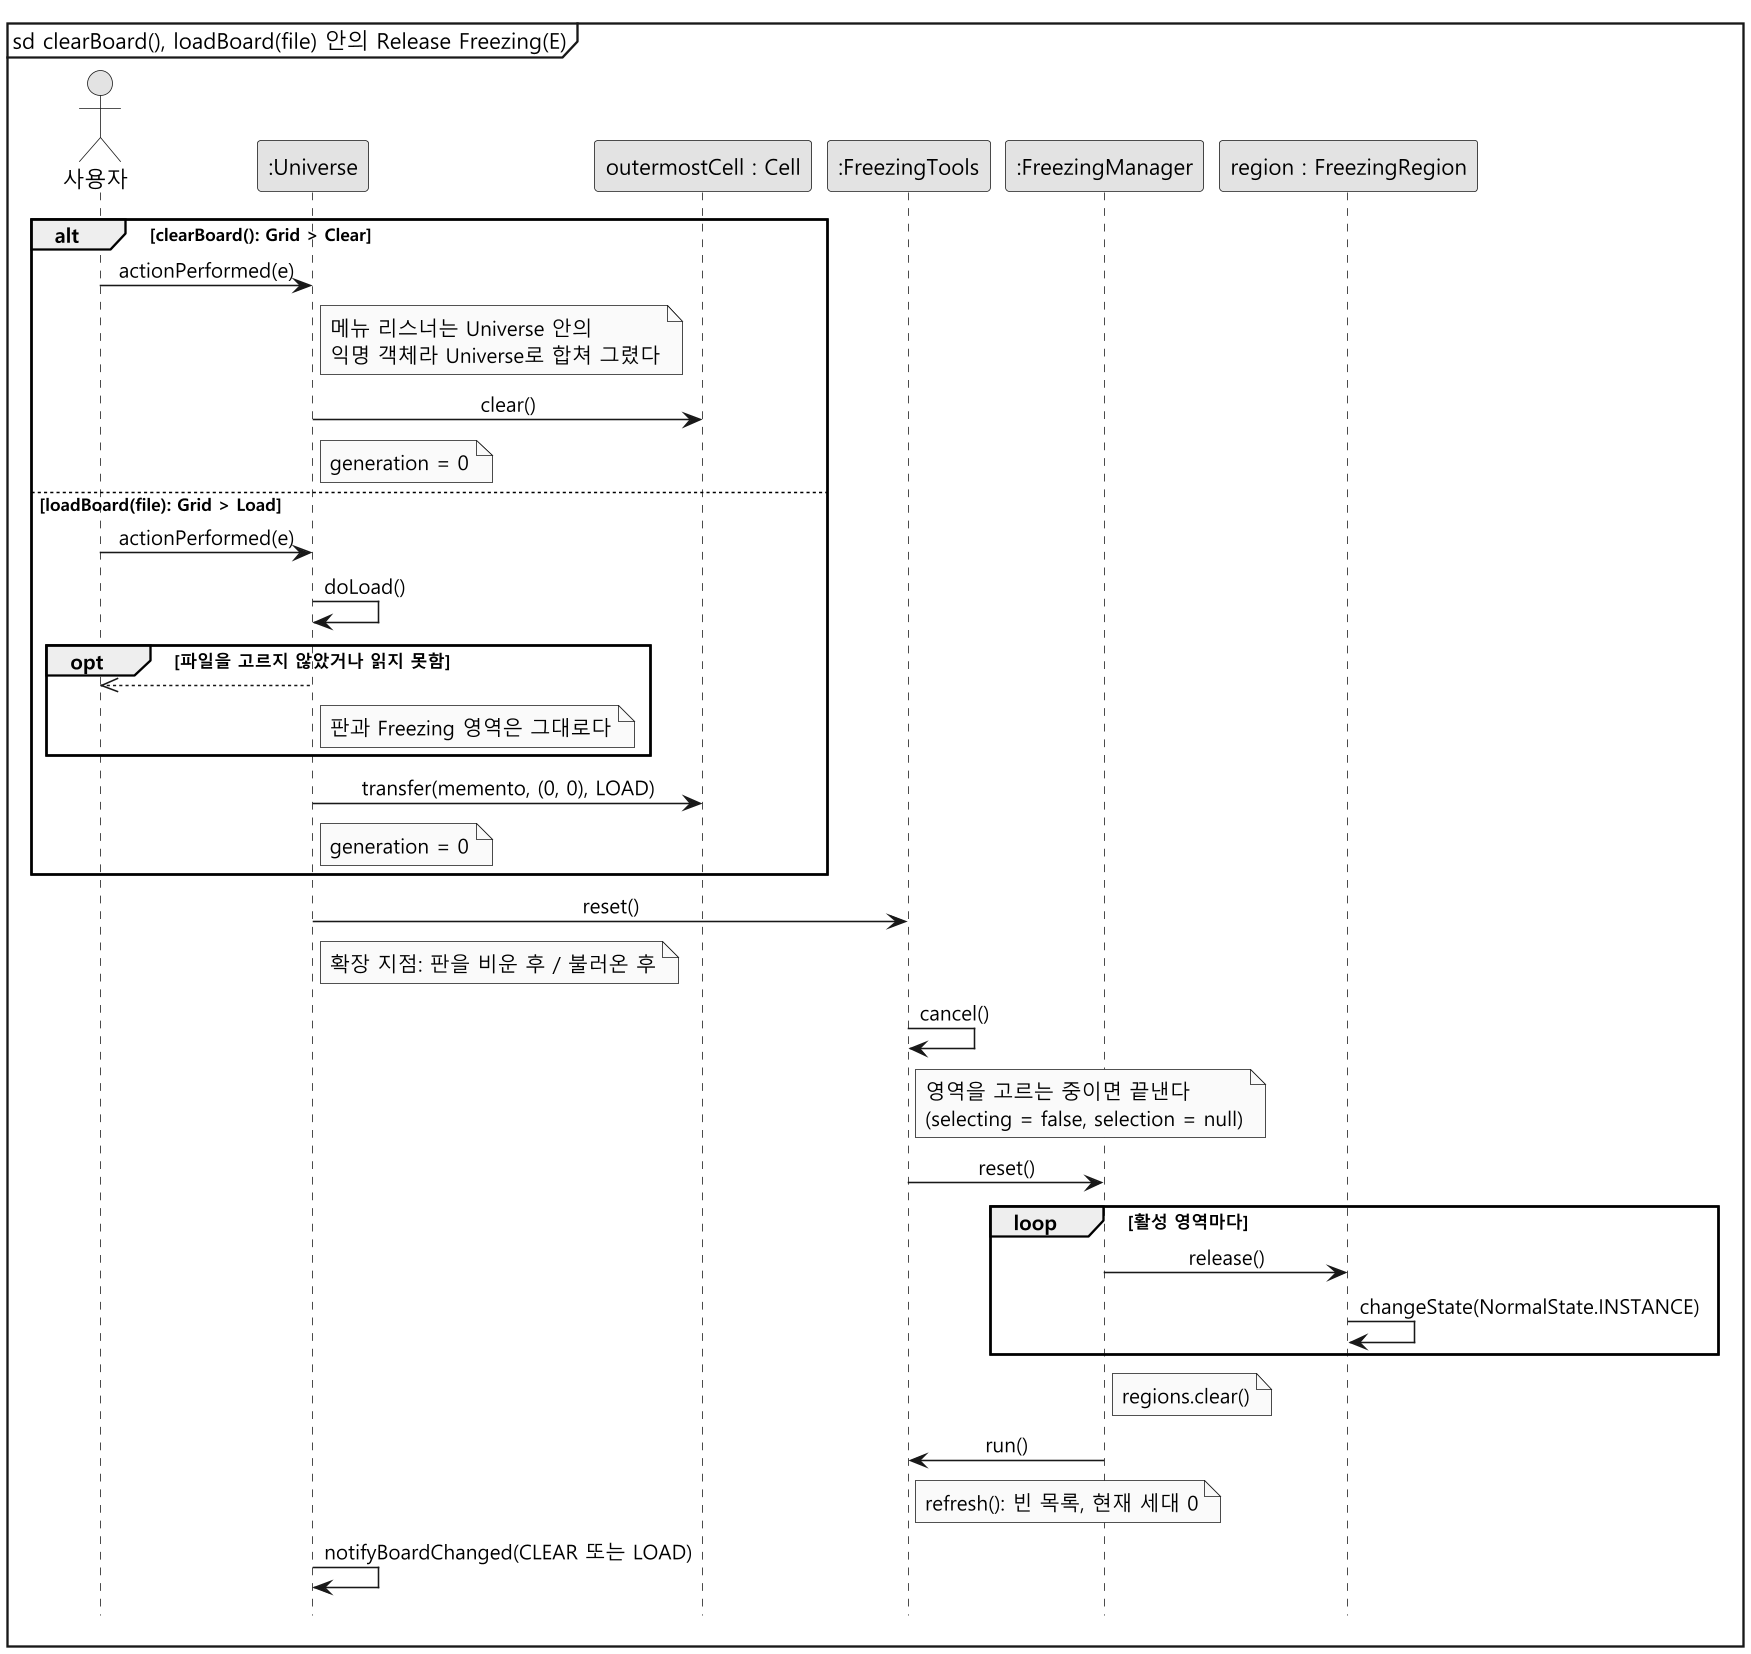 sd clearBoard(), loadBoard(file) 안의 Release Freezing(E)
사용자
:Universe
outermostCell : Cell
:FreezingTools
:FreezingManager
region : FreezingRegion
alt
[clearBoard(): Grid > Clear]
actionPerformed(e)
메뉴 리스너는 Universe 안의
익명 객체라 Universe로 합쳐 그렸다
clear()
generation = 0
[loadBoard(file): Grid > Load]
actionPerformed(e)
doLoad()
opt
[파일을 고르지 않았거나 읽지 못함]
판과 Freezing 영역은 그대로다
transfer(memento, (0, 0), LOAD)
generation = 0
reset()
확장 지점: 판을 비운 후 / 불러온 후
cancel()
영역을 고르는 중이면 끝낸다
(selecting = false, selection = null)
reset()
loop
[활성 영역마다]
release()
changeState(NormalState.INSTANCE)
regions.clear()
run()
refresh(): 빈 목록, 현재 세대 0
notifyBoardChanged(CLEAR 또는 LOAD)